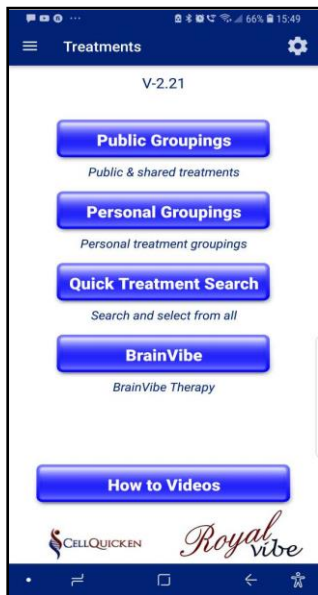 66% 15:49
Treatments
V-2.21
Public Groupings
Public & shared treatments
Personal Groupings
Personal treatment groupings
Quick Treatment Search
Search and select from all
BrainVibe
BrainVibe Therapy
How to Videos
CELLQUICKEN
Royal
vibe